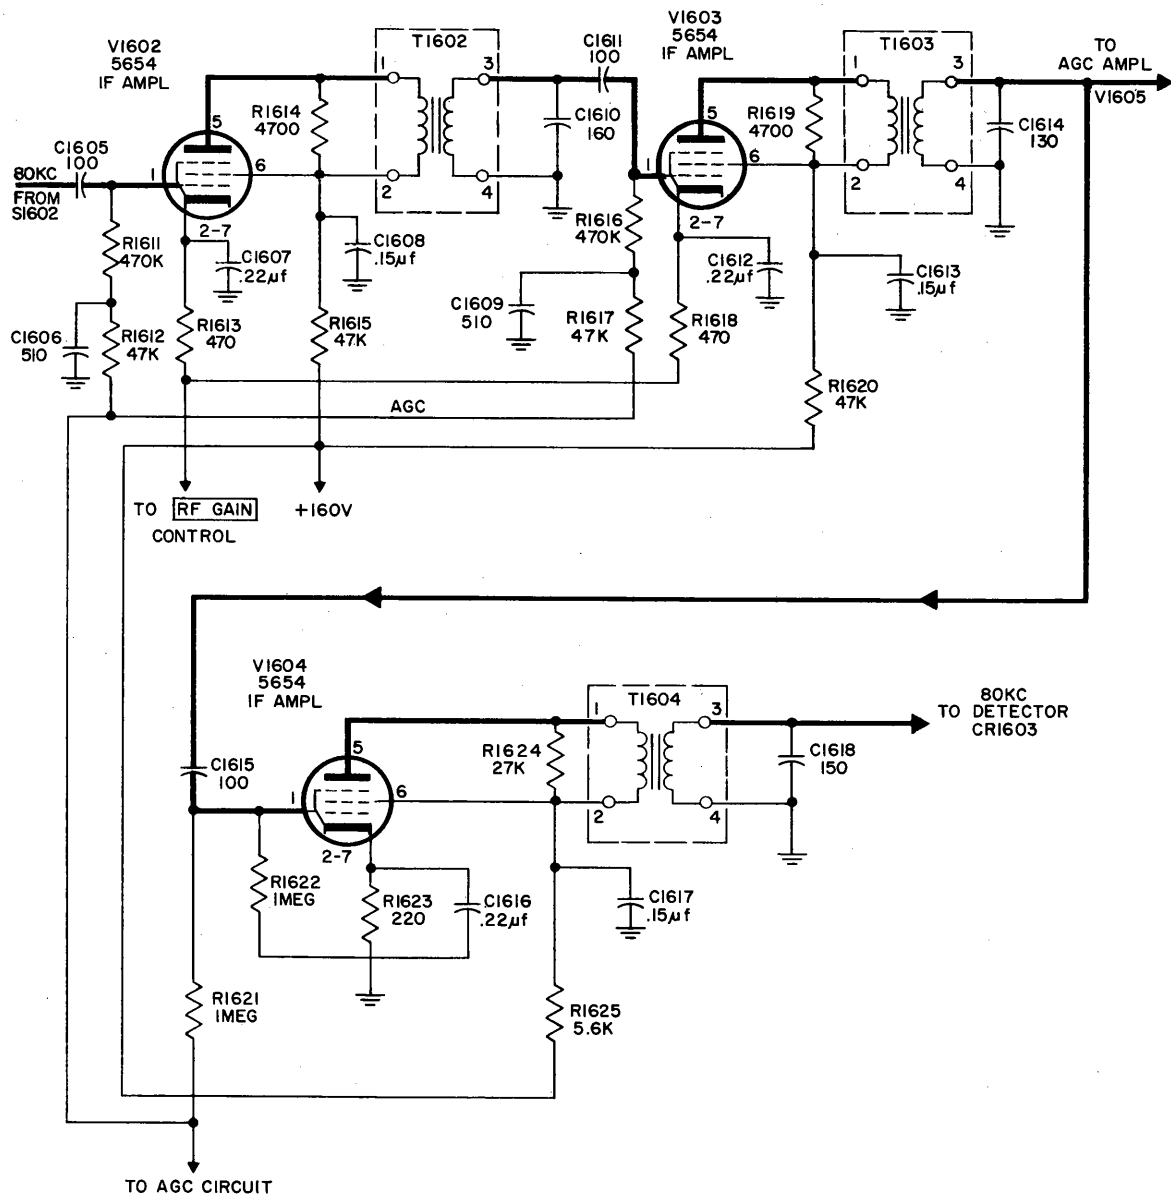 V1602
5654
IF AMPL
T1602
1
3
2
4
C1611
100
V1603
5654
IF AMPL
T1603
1
3
2
4
TO
AGC AMPL
V1605
C1605
100
80KC
FROM
S1602
1
5
6
2-7
R1614
4700
C1610
160
1
5
6
2-7
R1619
4700
C1614
130
R1611
470K
C1607
.22µf
C1608
.15µf
R1616
470K
C1612
.22µf
C1613
.15µf
C1606
510
R1612
47K
R1613
470
R1615
47K
C1609
510
R1617
47K
R1618
470
R1620
47K
AGC
TO RF GAIN
CONTROL
+160V
V1604
5654
IF AMPL
T1604
1
3
2
4
80KC
TO DETECTOR
CR1603
C1615
100
1
5
6
2-7
R1624
27K
C1618
150
R1622
1MEG
R1623
220
C1616
.22µf
C1617
.15µf
R1621
1MEG
R1625
5.6K
TO AGC CIRCUIT